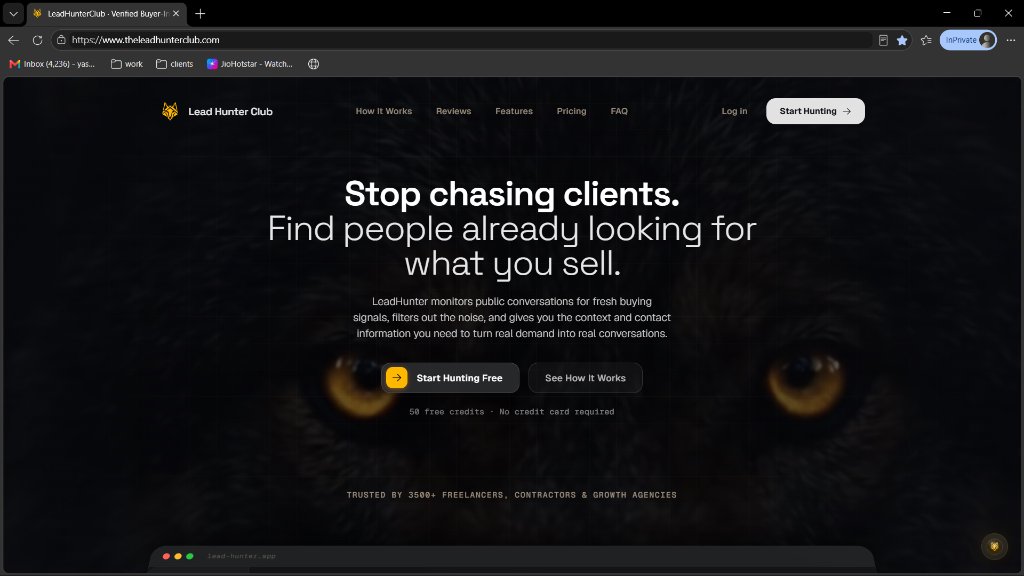 LeadHunterClub · Verified Buyer-In
https://www.theleadhunterclub.com
InPrivate
Inbox (4,236) - yas...
work
clients
JioHotstar - Watch...
Lead Hunter Club
How It Works
Reviews
Features
Pricing
FAQ
Log in
Start Hunting →
Stop chasing clients.
Find people already looking for
what you sell.
LeadHunter monitors public conversations for fresh buying
signals, filters out the noise, and gives you the context and contact
information you need to turn real demand into real conversations.
→ Start Hunting Free
See How It Works
50 free credits · No credit card required
TRUSTED BY 3500+ FREELANCERS, CONTRACTORS & GROWTH AGENCIES
lead-hunter.app